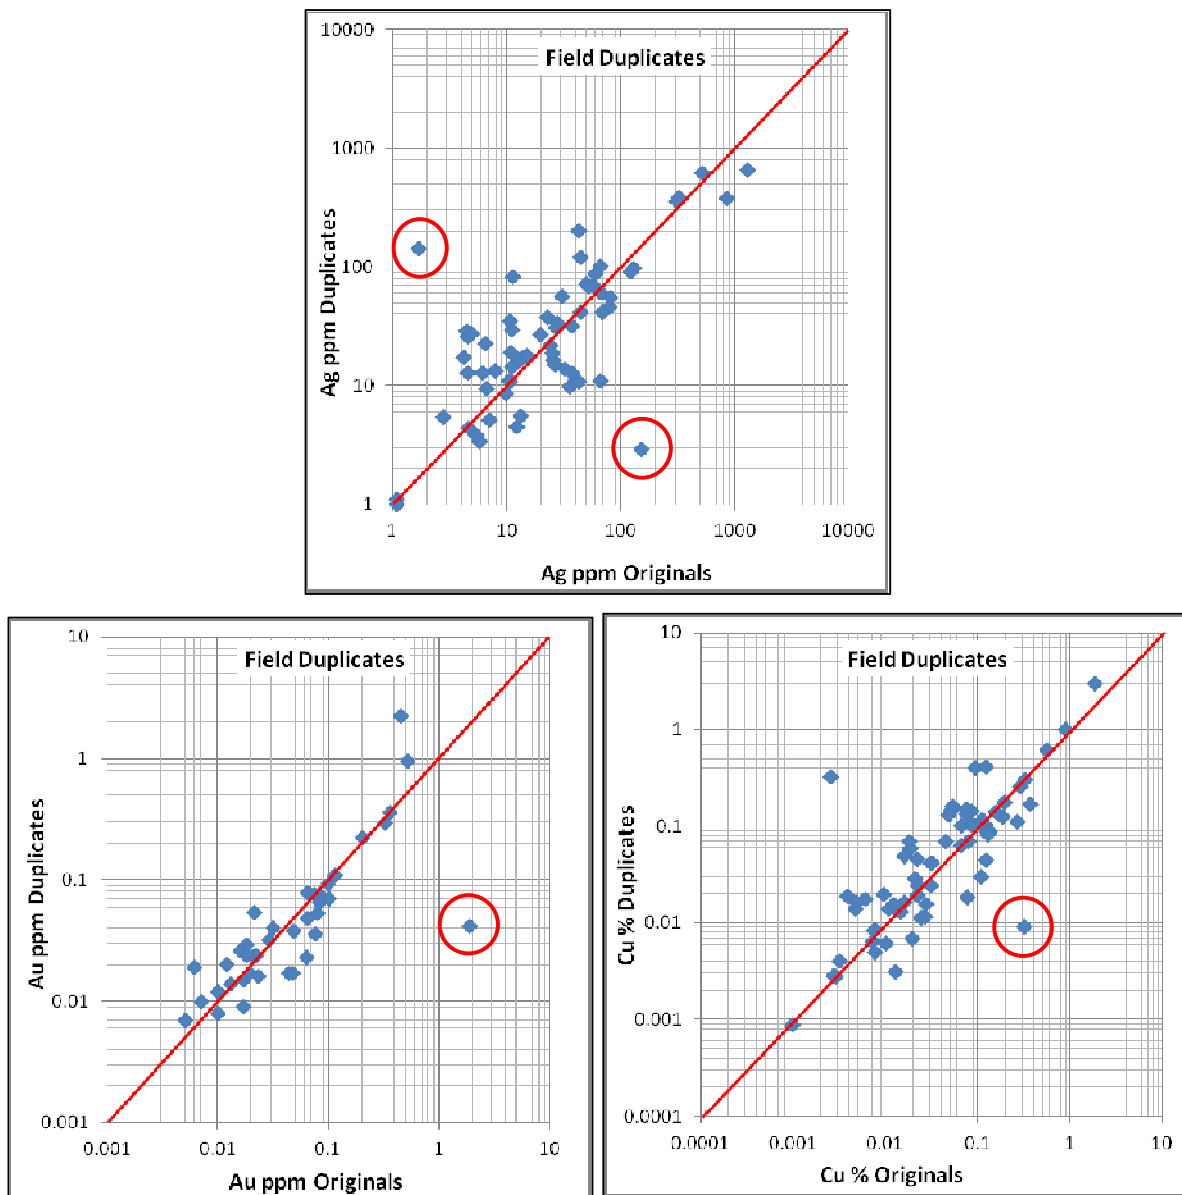 Field Duplicates
10000
1000
100
10
1
Ag ppm Duplicates
1 10 100 1000 10000
Ag ppm Originals
Field Duplicates
10
1
0.1
0.01
0.001
Au ppm Duplicates
0.001 0.01 0.1 1 10
Au ppm Originals
Field Duplicates
10
1
0.1
0.01
0.001
0.0001
Cu % Duplicates
0.0001 0.001 0.01 0.1 1 10
Cu % Originals